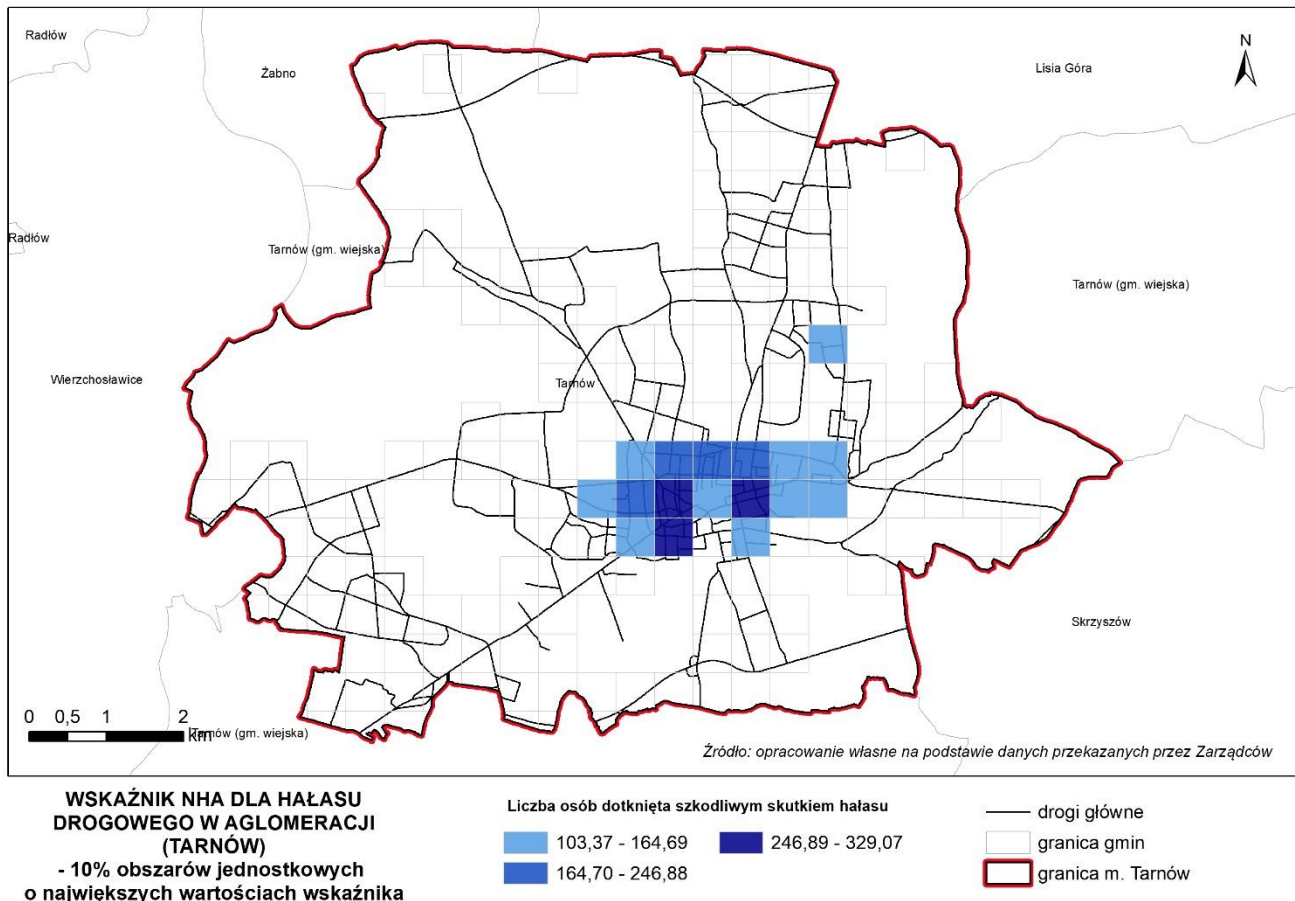 Radłów
Żabno
N
Lisia Góra
Radłów
Tarnów (gm. wiejska)
Tarnów (gm. wiejska)
Wierzchosławice
Tarnów
Skrzyszów
0 0,5 1 2
km
Tarnów (gm. wiejska)
Źródło: opracowanie własne na podstawie danych przekazanych przez Zarządców
WSKAŹNIK NHA DLA HAŁASU
DROGOWEGO W AGLOMERACJI
(TARNÓW)
- 10% obszarów jednostkowych
o największych wartościach wskaźnika
Liczba osób dotknięta szkodliwym skutkiem hałasu
103,37 - 164,69
164,70 - 246,88
246,89 - 329,07
drogi główne
granica gmin
granica m. Tarnów